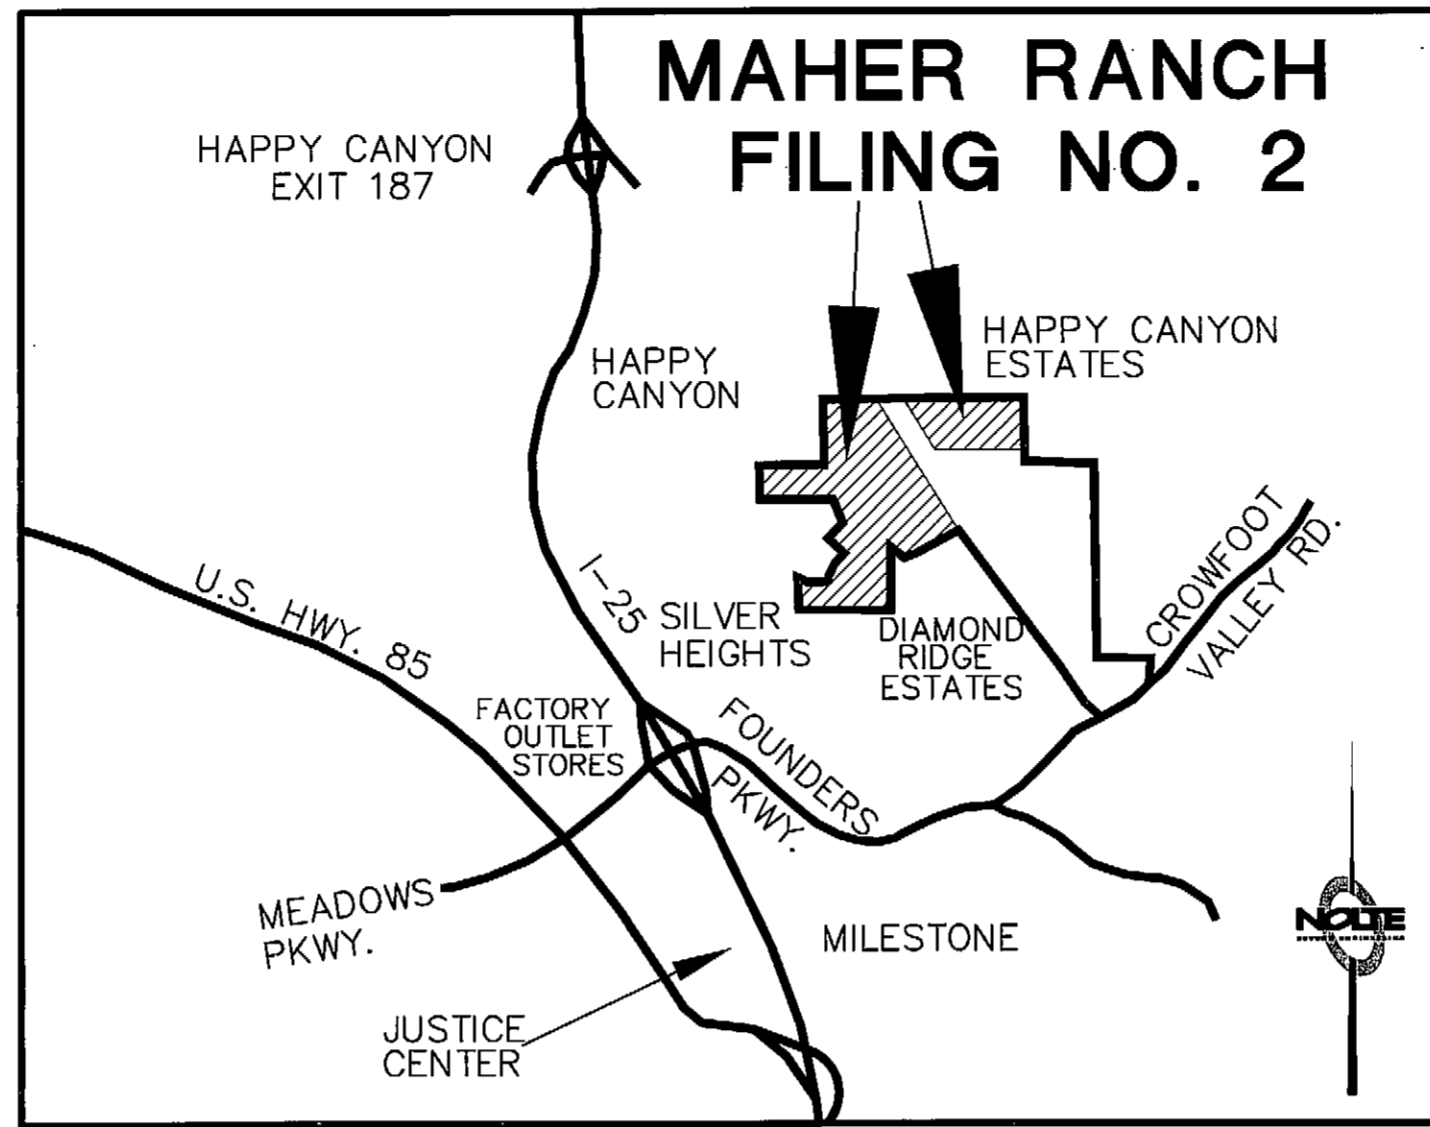 MAHER RANCH
FILING NO. 2
HAPPY CANYON
EXIT 187
HAPPY CANYON
ESTATES
HAPPY
CANYON
CROWFOOT
VALLEY RD.
I-25
U.S. HWY. 85
SILVER
HEIGHTS
DIAMOND
RIDGE
ESTATES
FACTORY
OUTLET
STORES
FOUNDERS
PKWY.
MEADOWS
PKWY.
MILESTONE
NOLTE
JUSTICE
CENTER